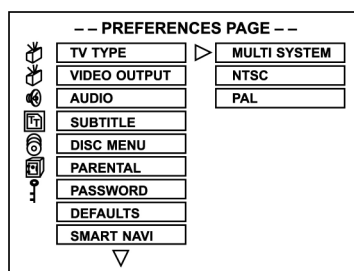 -- PREFERENCES PAGE --
TV TYPE
MULTI SYSTEM
VIDEO OUTPUT
NTSC
AUDIO
PAL
SUBTITLE
DISC MENU
PARENTAL
PASSWORD
DEFAULTS
SMART NAVI